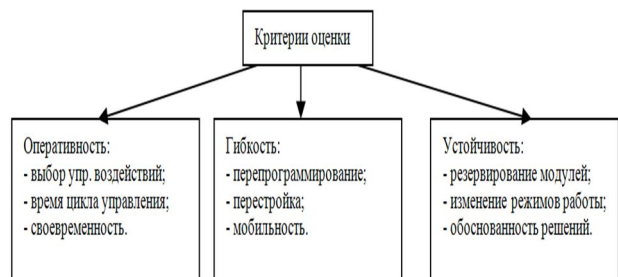 Критерии оценки
Оперативность:
- выбор упр. воздействий;
- время цикла управления;
- своевременность.
Гибкость:
- перепрограммирование;
- перестройка;
- мобильность.
Устойчивость:
- резервирование модулей;
- изменение режимов работы;
- обоснованность решений.